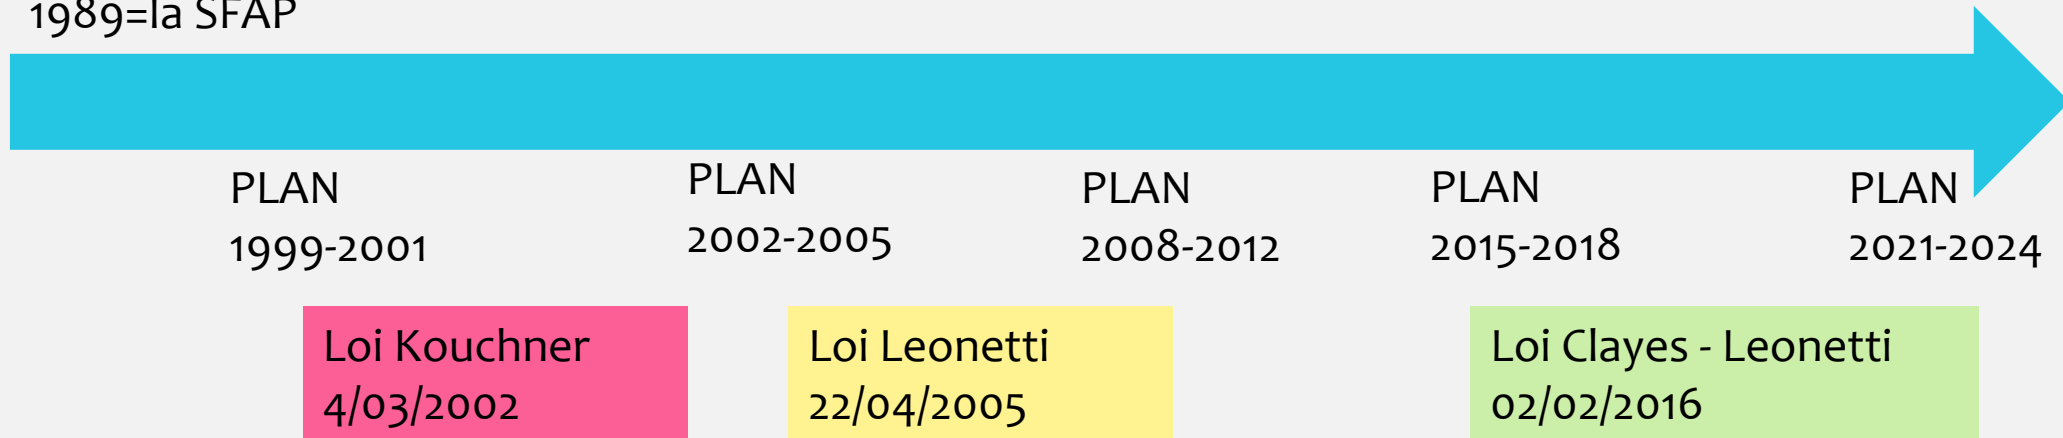 1989=la SFAP
PLAN
1999-2001
PLAN
2002-2005
PLAN
2008-2012
PLAN
2015-2018
PLAN
2021-2024
Loi Kouchner
4/03/2002
Loi Leonetti
22/04/2005
Loi Clayes - Leonetti
02/02/2016